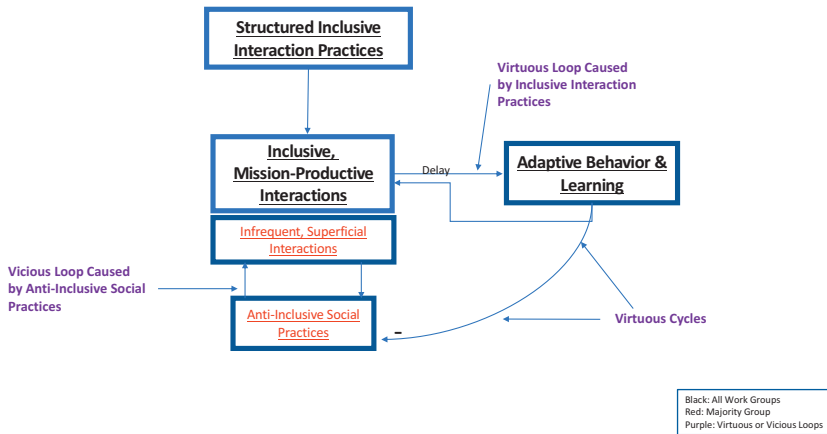 Structured Inclusive
Interaction Practices
Virtuous Loop Caused
by Inclusive Interaction
Practices
Inclusive,
Mission-Productive
Interactions
Delay
Adaptive Behavior &
Learning
Infrequent, Superficial
Interactions
Vicious Loop Caused
by Anti-Inclusive Social
Practices
Anti-Inclusive Social
Practices
–
Virtuous Cycles
Black: All Work Groups
Red: Majority Group
Purple: Virtuous or Vicious Loops